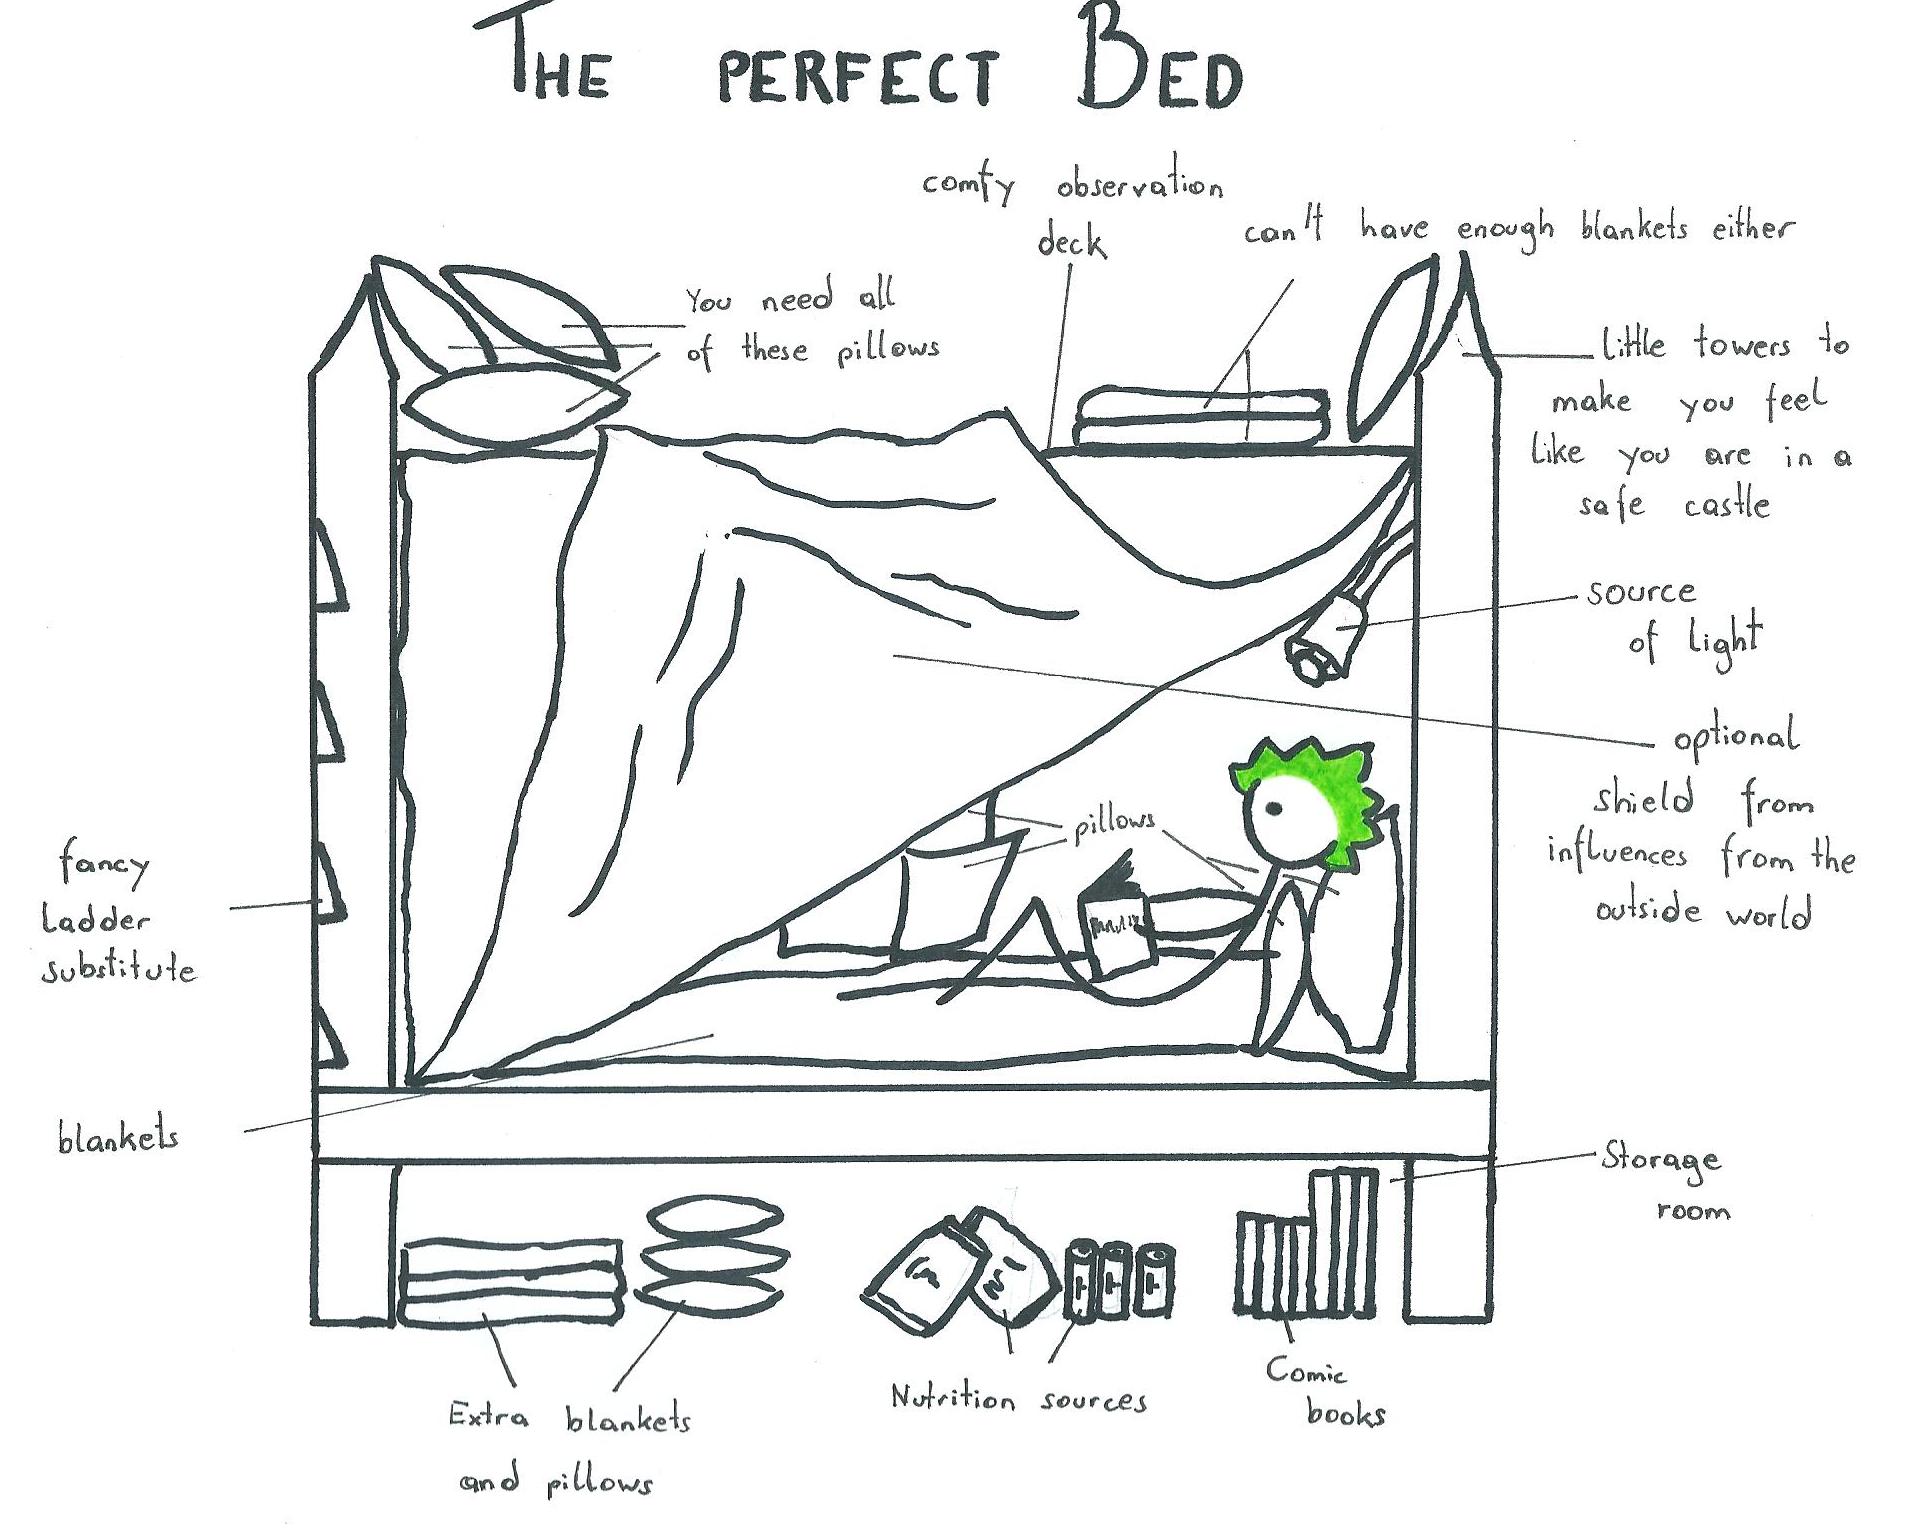 THE PERFECT BED
comfy observation
deck
can't have enough blankets either
You need all
of these pillows
little towers to
make you feel
like you are in a
safe castle
source
of light
optional
shield from
influences from the
outside world
pillows
fancy
ladder
substitute
blankets
Storage
room
Extra blankets
and pillows
Nutrition sources
Comic
books